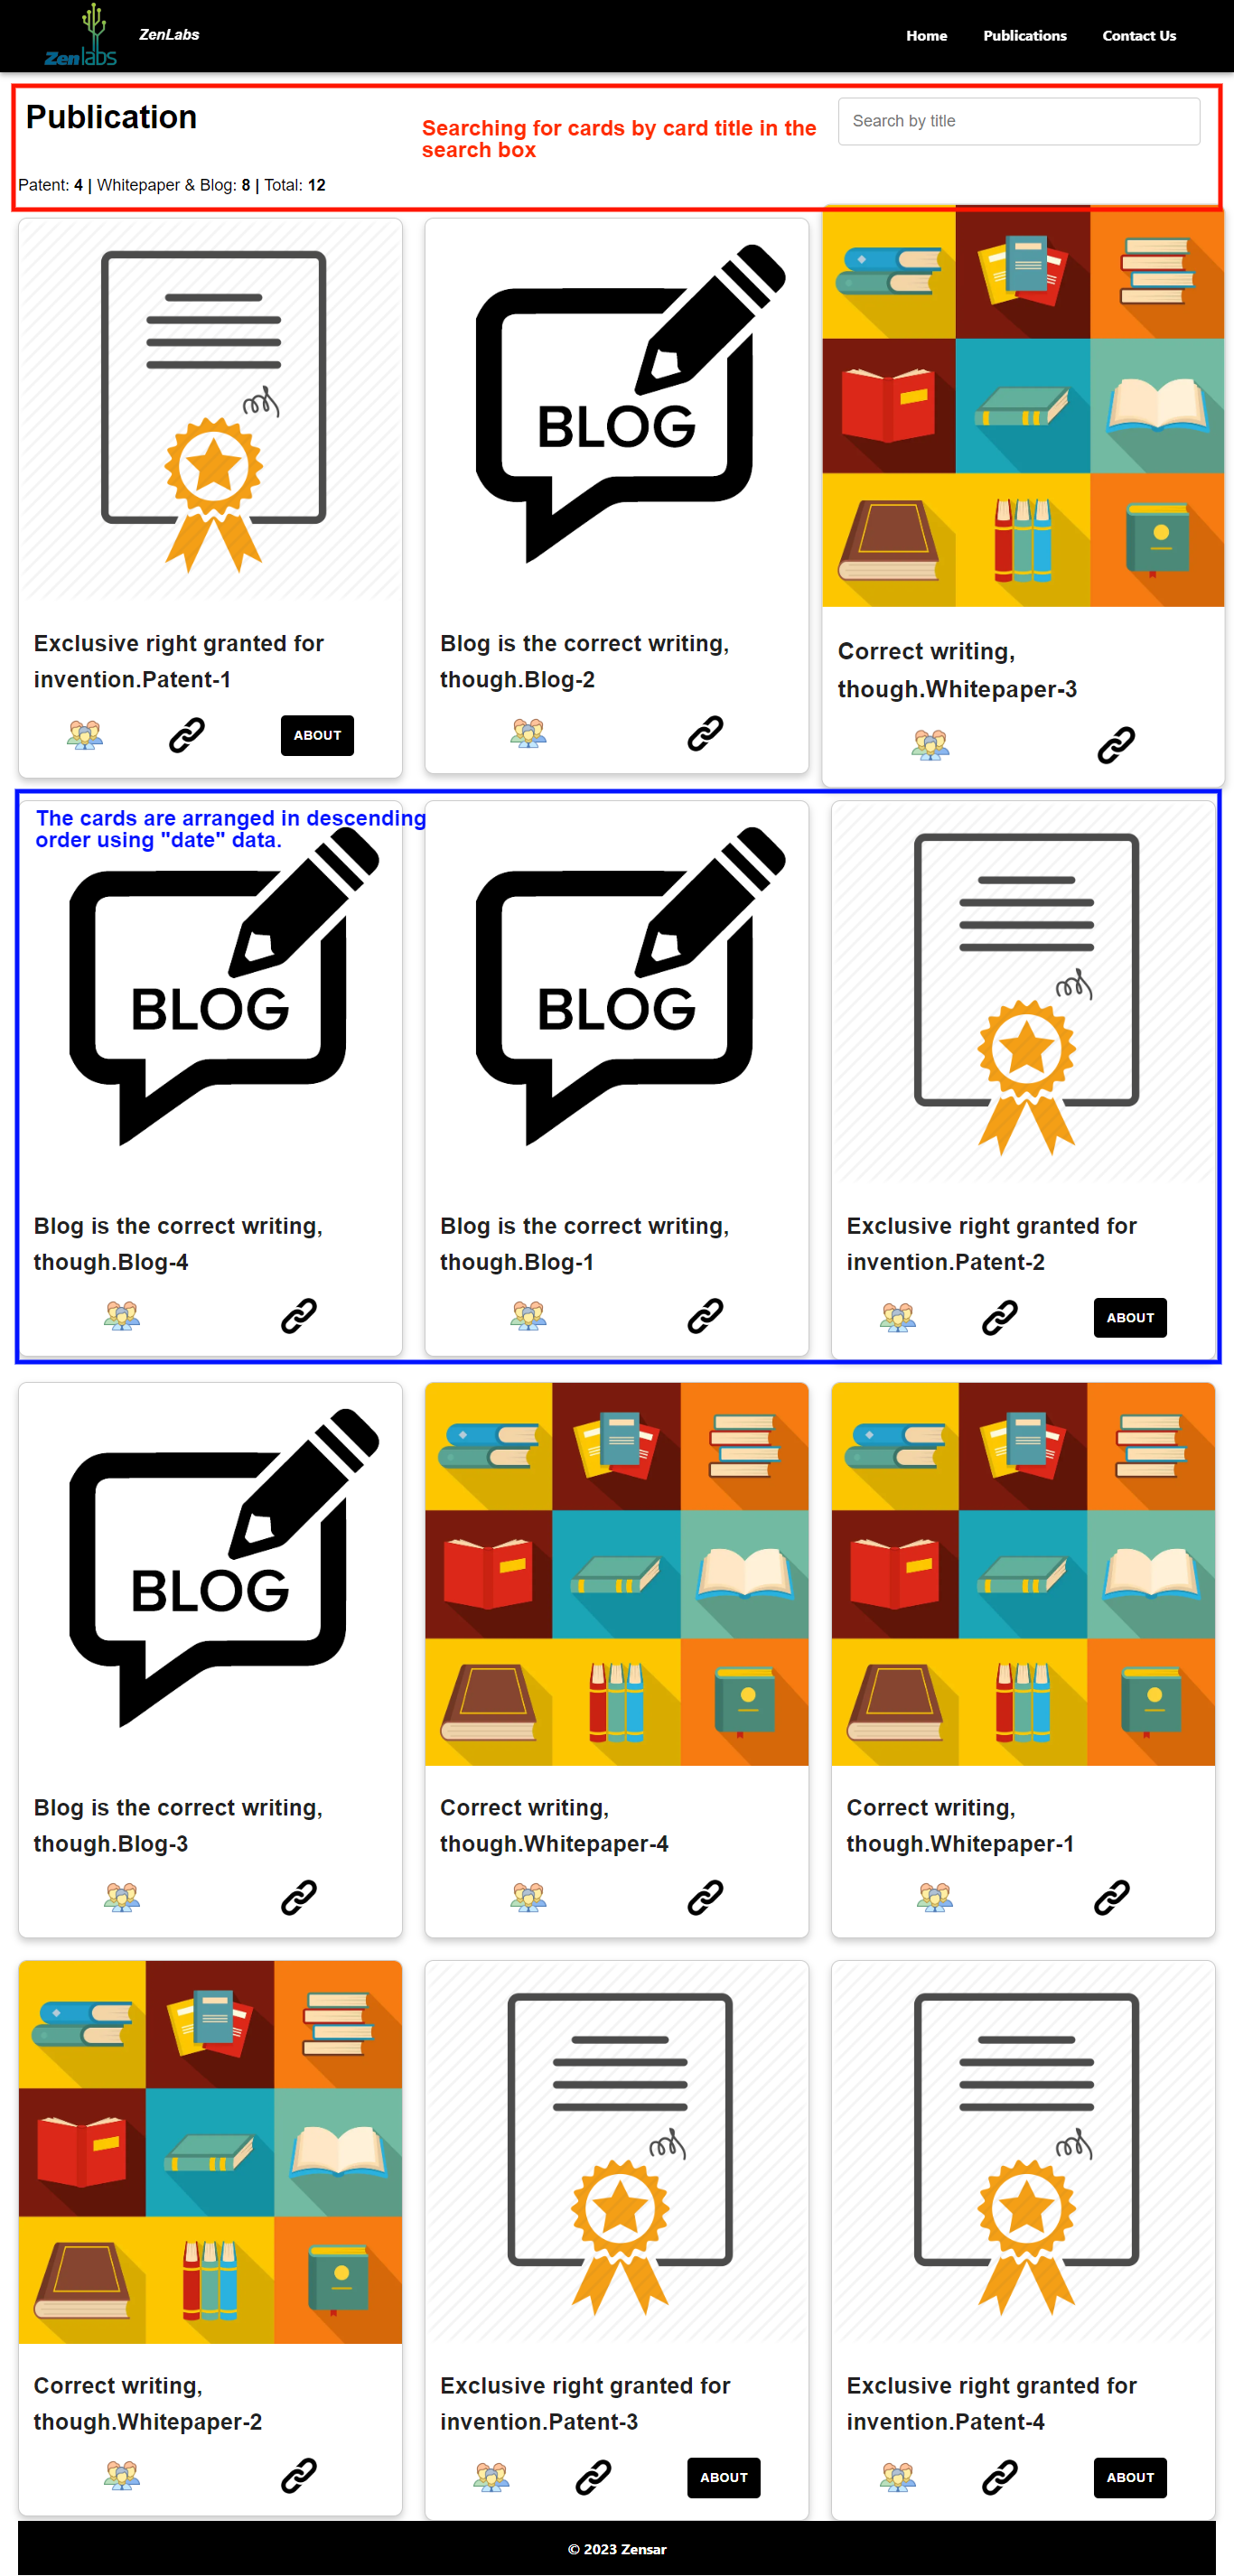 Zenlabs
ZenLabs
Home Publications Contact Us
Publication
Searching for cards by card title in the
search box
Search by title
Patent: 4 | Whitepaper & Blog: 8 | Total: 12
BLOG
Exclusive right granted for
invention.Patent-1
ABOUT
Blog is the correct writing,
though.Blog-2
Correct writing,
though.Whitepaper-3
The cards are arranged in descending
order using "date" data.
BLOG
BLOG
Blog is the correct writing,
though.Blog-4
Blog is the correct writing,
though.Blog-1
Exclusive right granted for
invention.Patent-2
ABOUT
BLOG
Blog is the correct writing,
though.Blog-3
Correct writing,
though.Whitepaper-4
Correct writing,
though.Whitepaper-1
Correct writing,
though.Whitepaper-2
Exclusive right granted for
invention.Patent-3
ABOUT
Exclusive right granted for
invention.Patent-4
ABOUT
© 2023 Zensar